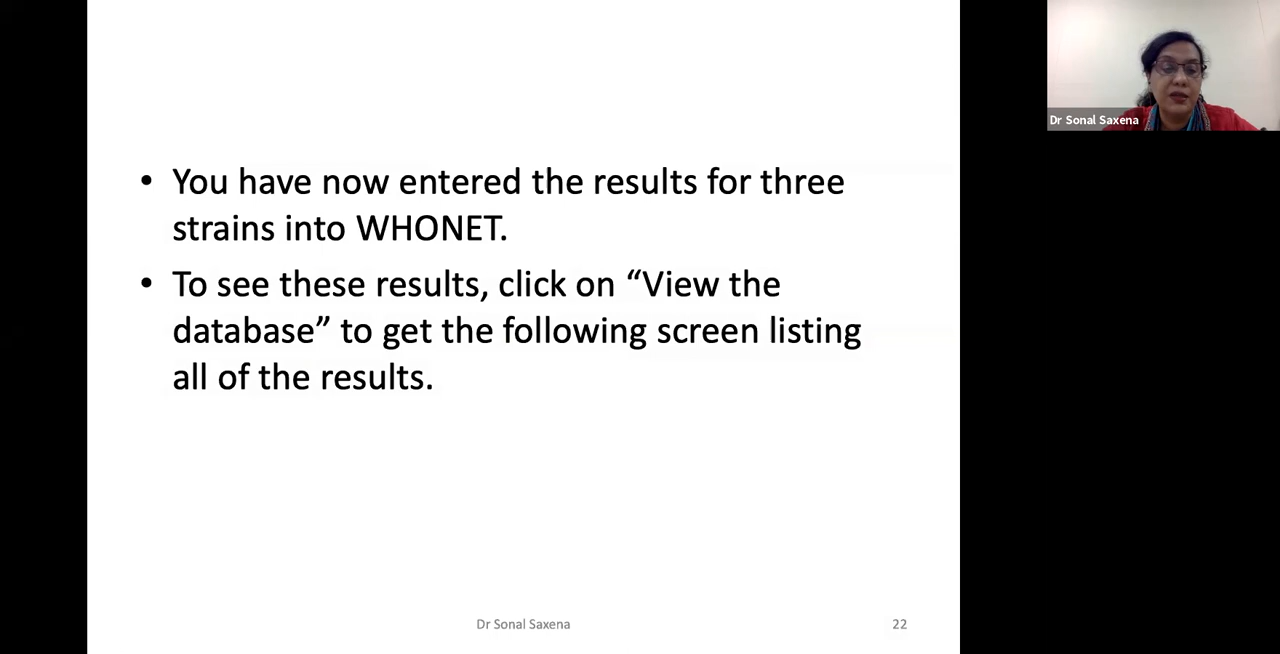 Dr Sonal Saxena
• You have now entered the results for three
strains into WHONET.
• To see these results, click on “View the
database” to get the following screen listing
all of the results.
Dr Sonal Saxena
22